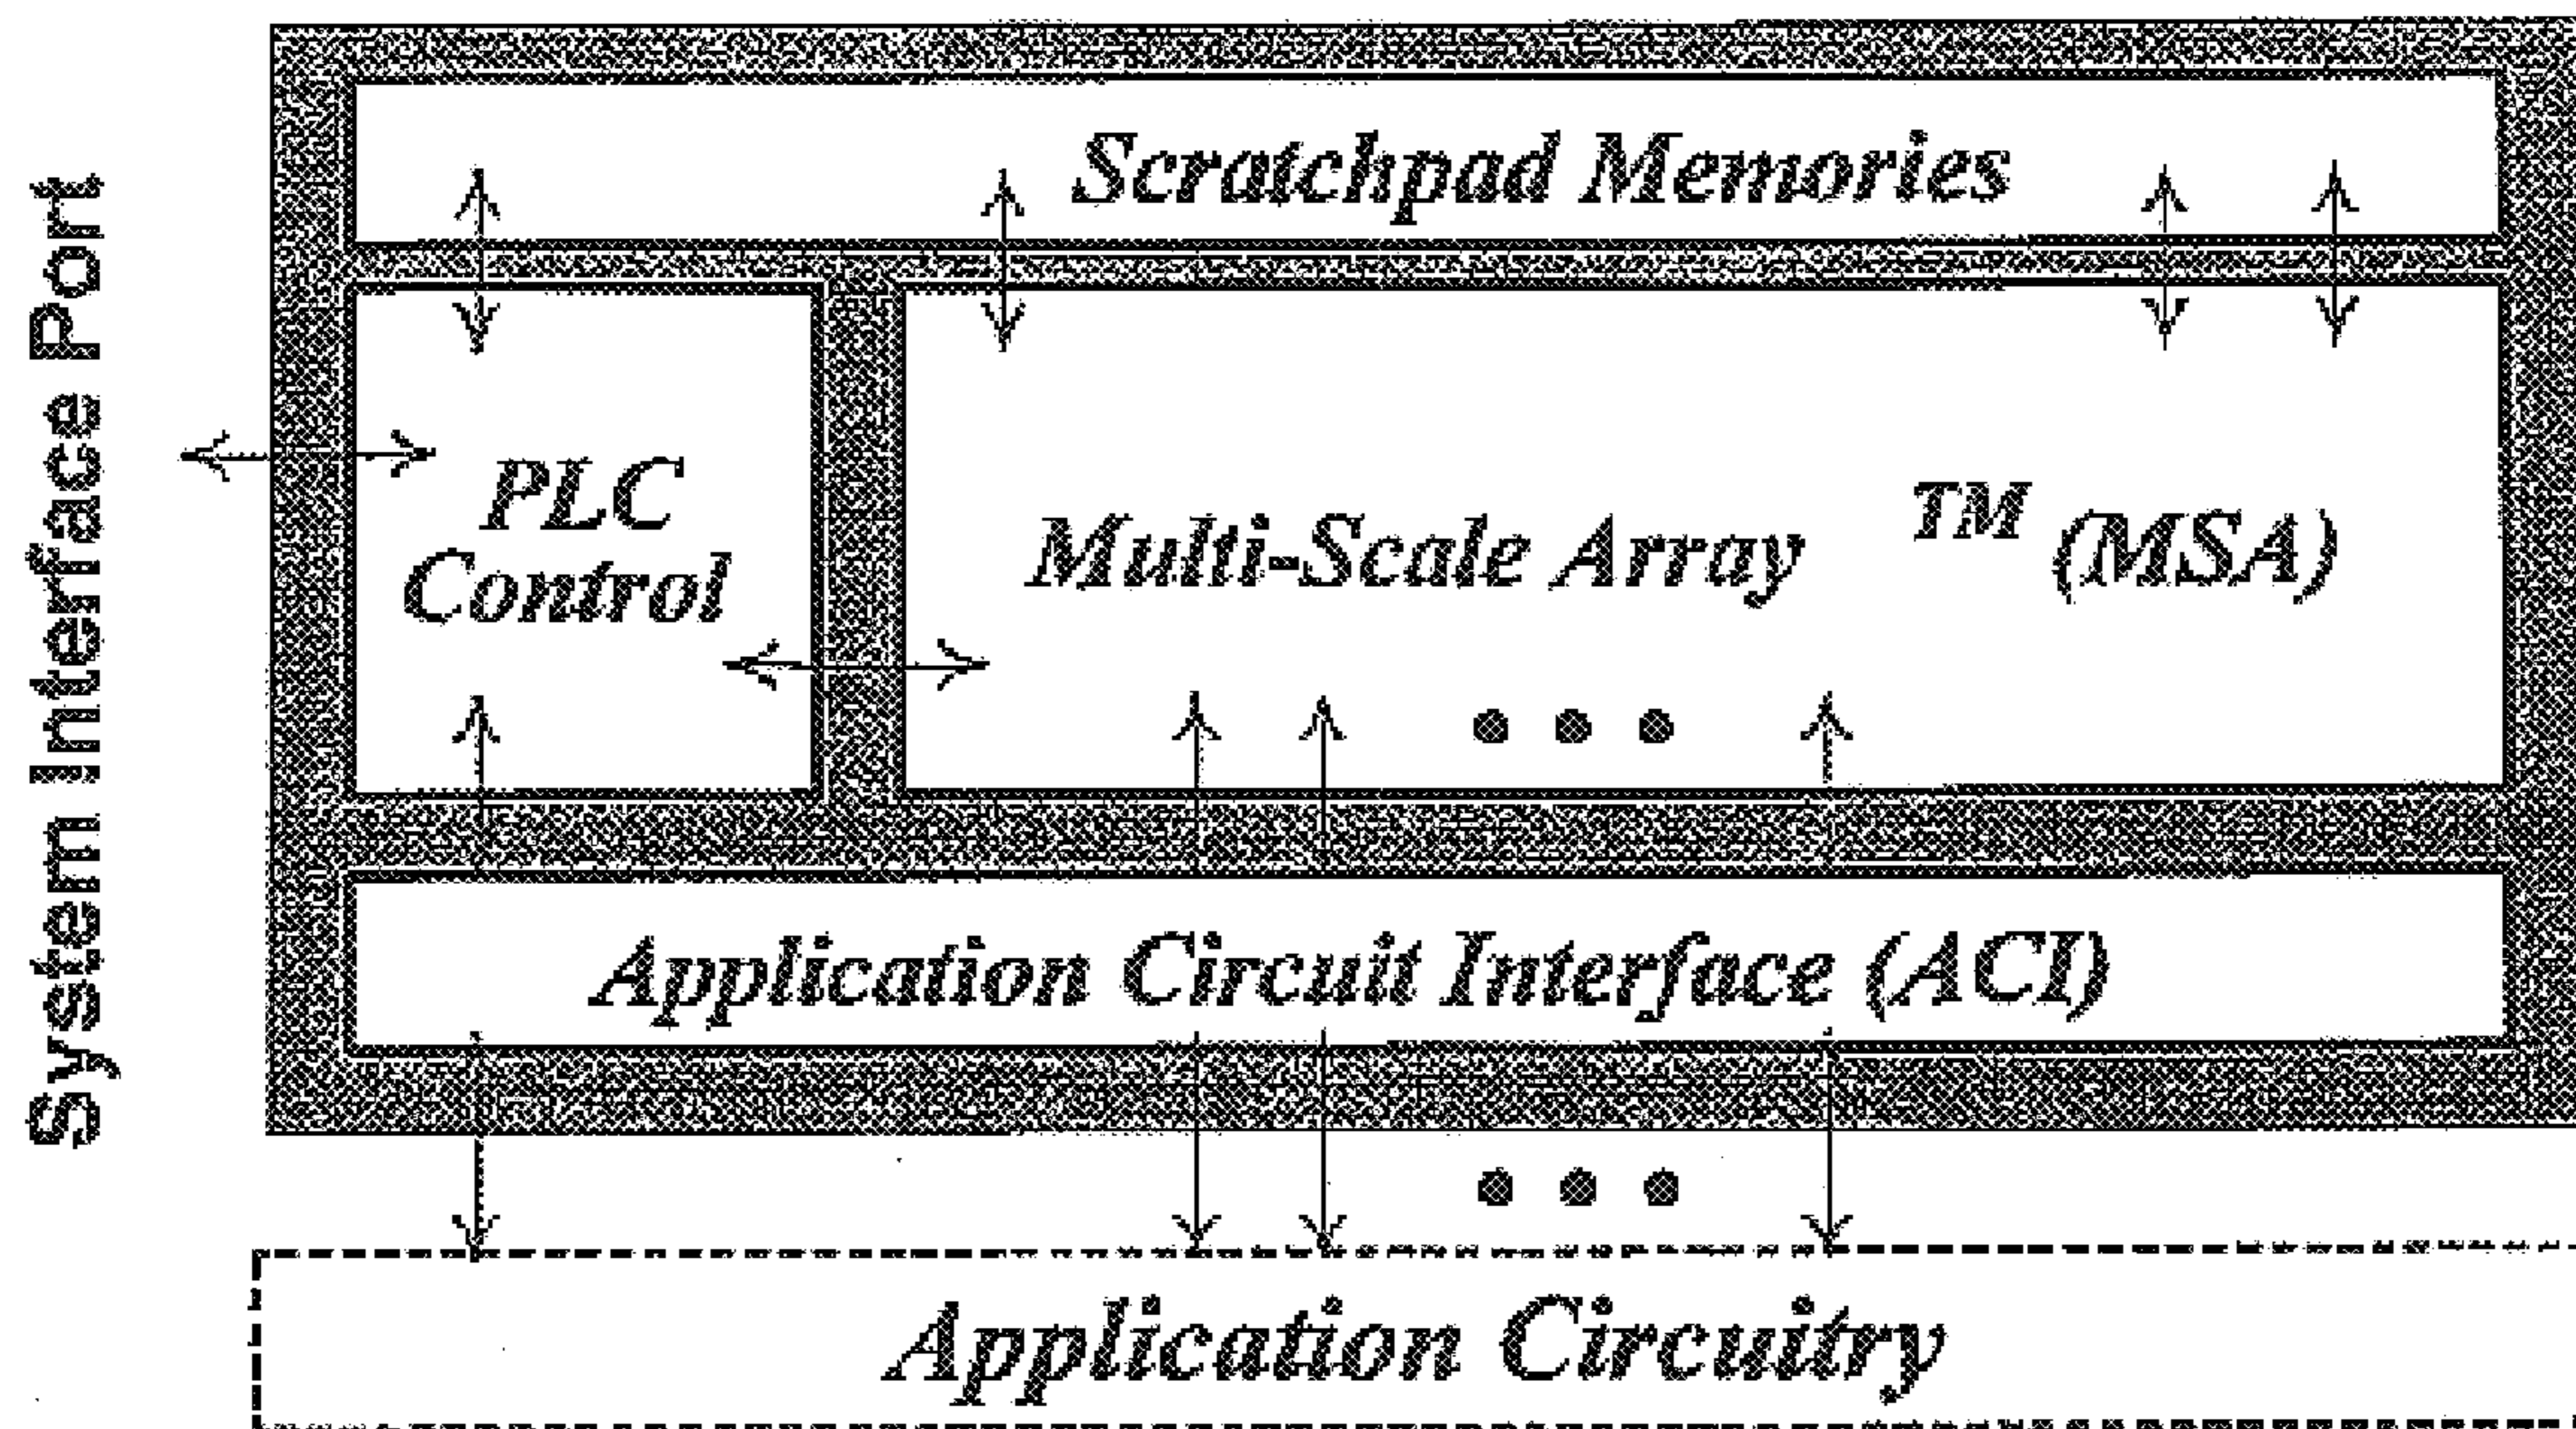 System Interface Port
Scratchpad Memories
PLC
Control
Multi-Scale Array TM (MSA)
Application Circuit Interface (ACI)
Application Circuitry